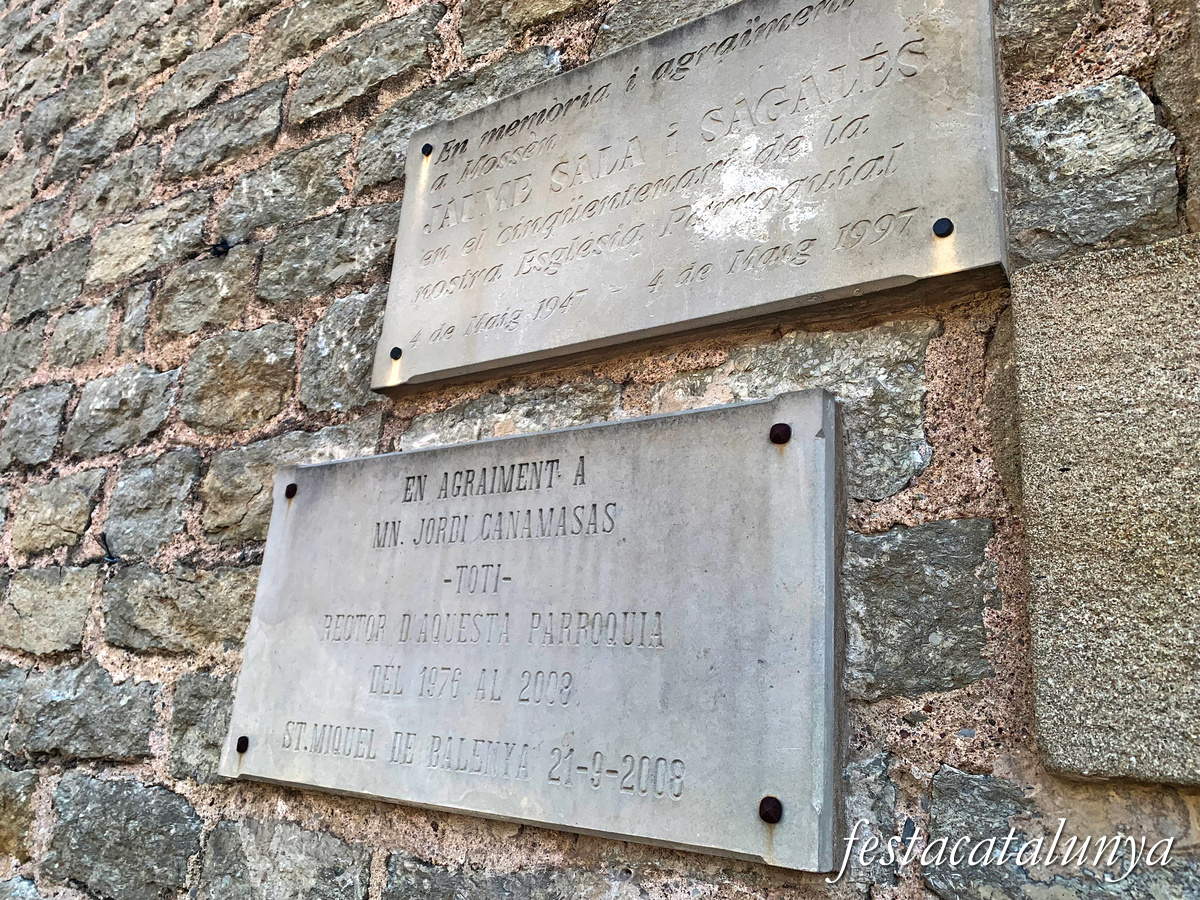 En memòria i agraïment
a Mossèn
JAUME SALA i SAGALÉS
en el cinqüentenari de la
nostra Església Parroquial
4 de Maig 1947 - 4 de Maig 1997
EN AGRAIMENT A
MN. JORDI CANAMASAS
-TOTI-
RECTOR D'AQUESTA PARROQUIA
DEL 1976 AL 2003.
ST.MIQUEL DE BALENYA 21-9-2008
festacatalunya